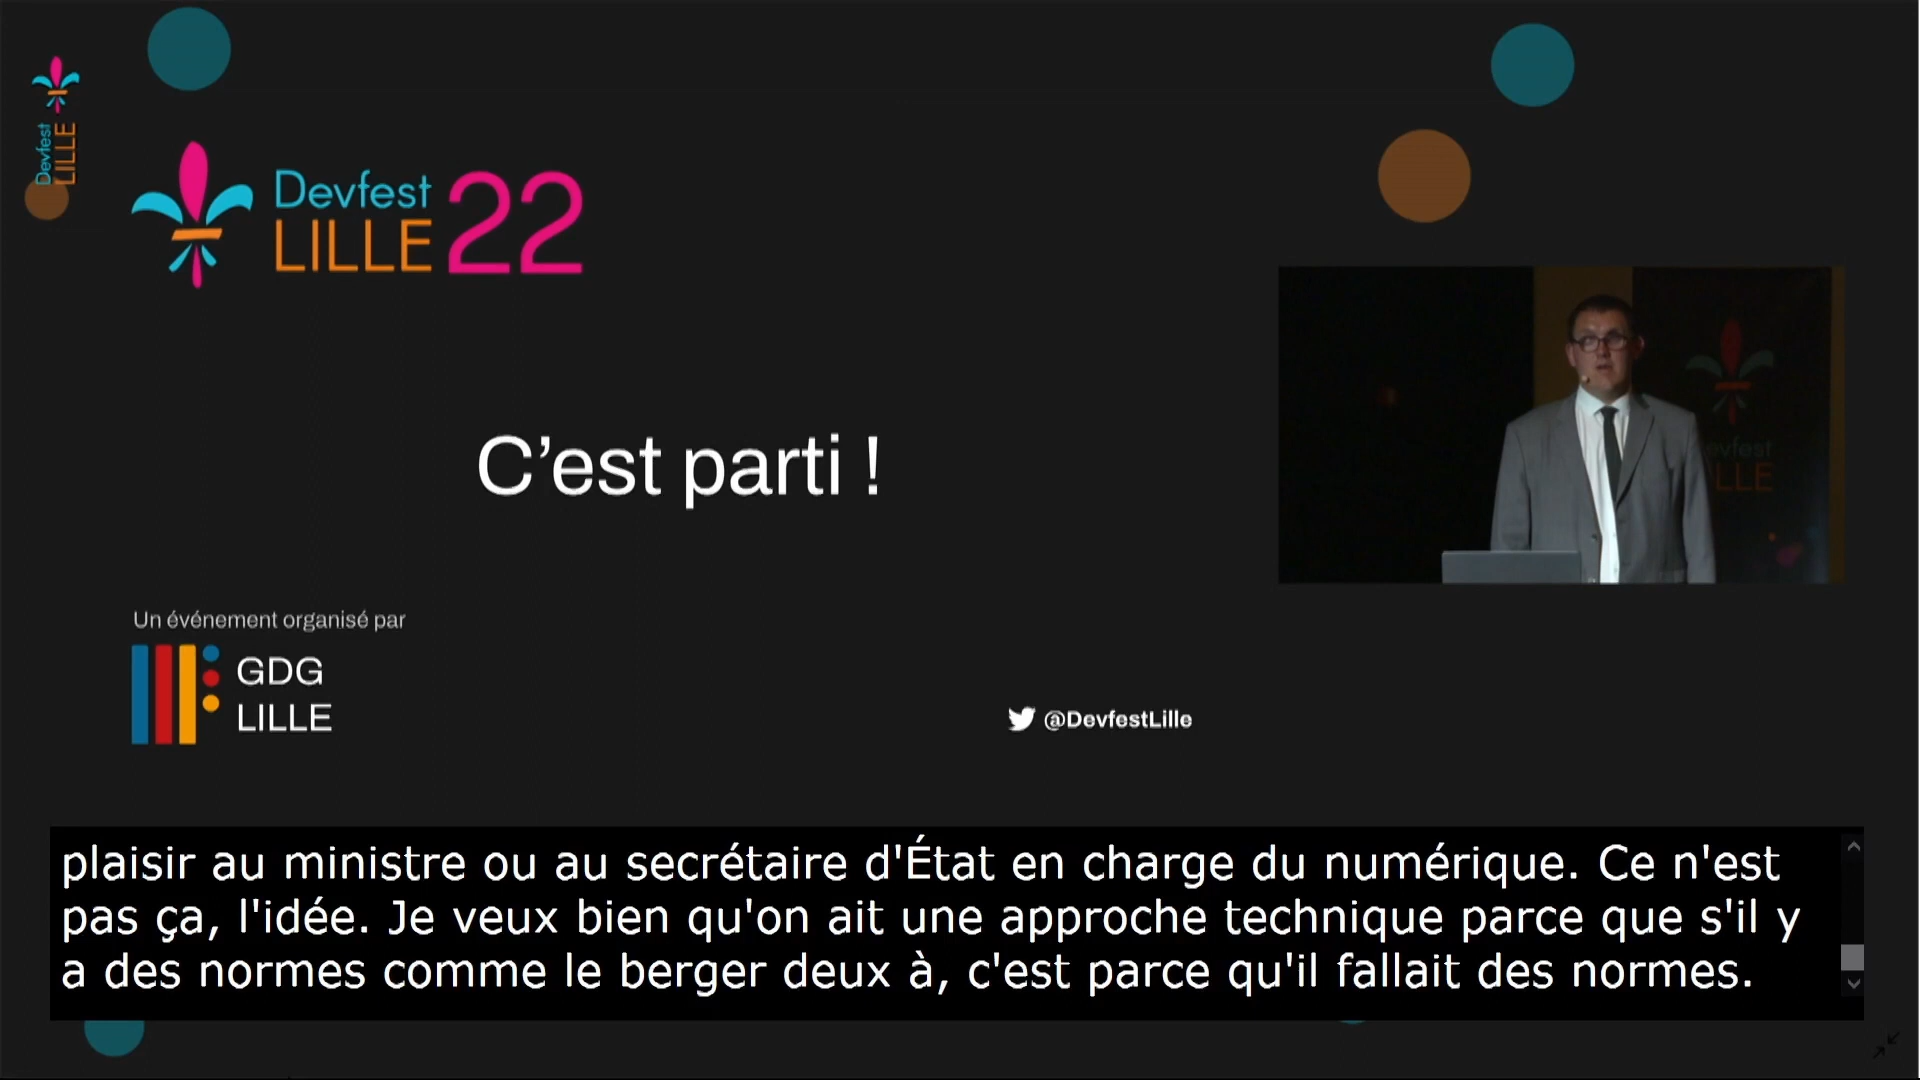 Devfest
LILLE
Devfest
LILLE 22
C'est parti !
evfest
LLE
Un événement organisé par
GDG
LILLE
@DevfestLille
plaisir au ministre ou au secrétaire d'État en charge du numérique. Ce n'est
pas ça, l'idée. Je veux bien qu'on ait une approche technique parce que s'il y
a des normes comme le berger deux à, c'est parce qu'il fallait des normes.